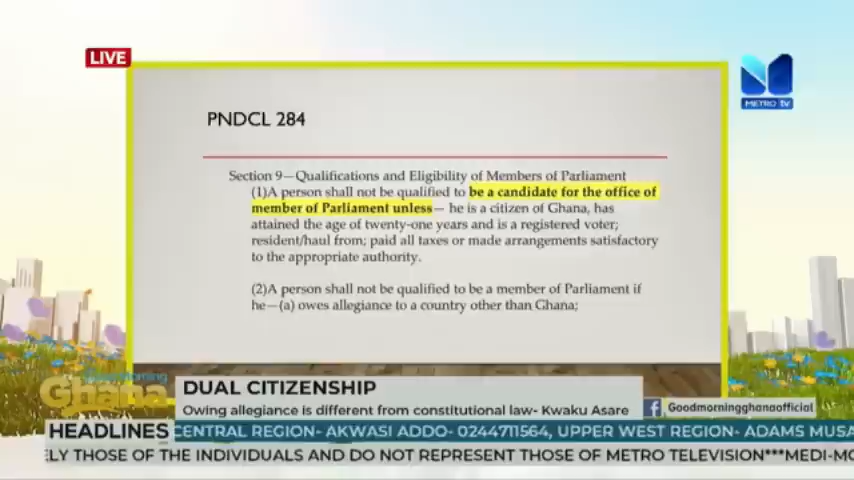 LIVE
METRO tv
PNDCL 284
Section 9—Qualifications and Eligibility of Members of Parliament
(1)A person shall not be qualified to be a candidate for the office of
member of Parliament unless— he is a citizen of Ghana, has
attained the age of twenty-one years and is a registered voter;
resident/haul from; paid all taxes or made arrangements satisfactory
to the appropriate authority.
(2)A person shall not be qualified to be a member of Parliament if
he—(a) owes allegiance to a country other than Ghana;
Ghana
DUAL CITIZENSHIP
Owing allegiance is different from constitutional law- Kwaku Asare
Goodmorningghanaofficial
HEADLINES
CENTRAL REGION- AKWASI ADDO- 0244711564, UPPER WEST REGION- ADAMS MUSA
ELY THOSE OF THE INDIVIDUALS AND DO NOT REPRESENT THOSE OF METRO TELEVISION***MEDI-MO